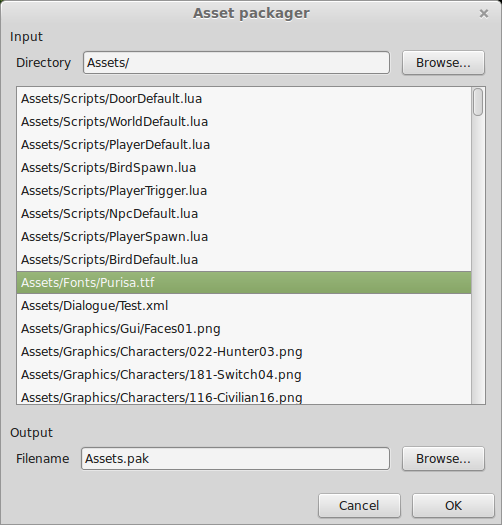 Asset packager
Input
Directory Assets/ Browse...
Assets/Scripts/DoorDefault.lua
Assets/Scripts/WorldDefault.lua
Assets/Scripts/PlayerDefault.lua
Assets/Scripts/BirdSpawn.lua
Assets/Scripts/PlayerTrigger.lua
Assets/Scripts/NpcDefault.lua
Assets/Scripts/PlayerSpawn.lua
Assets/Scripts/BirdDefault.lua
Assets/Fonts/Purisa.ttf
Assets/Dialogue/Test.xml
Assets/Graphics/Gui/Faces01.png
Assets/Graphics/Characters/022-Hunter03.png
Assets/Graphics/Characters/181-Switch04.png
Assets/Graphics/Characters/116-Civilian16.png
Output
Filename Assets.pak Browse...
Cancel OK